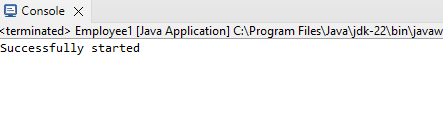 Console
<terminated> Employee1 [Java Application] C:\Program Files\Java\jdk-22\bin\javaw
Successfully started